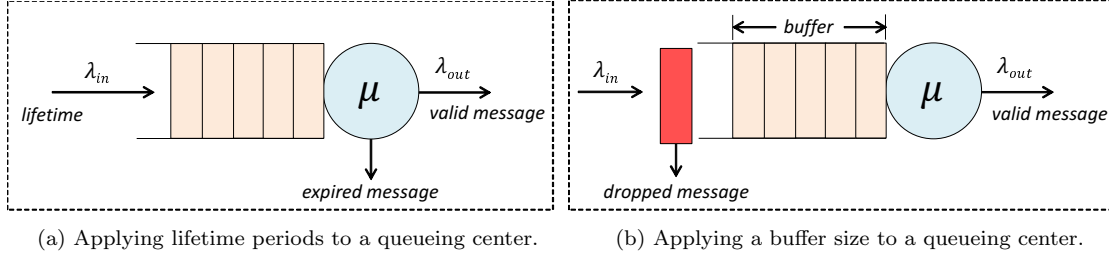 λin
lifetime
μ
λout
valid message
expired message
(a) Applying lifetime periods to a queueing center.
buffer
λin
μ
λout
valid message
dropped message
(b) Applying a buffer size to a queueing center.